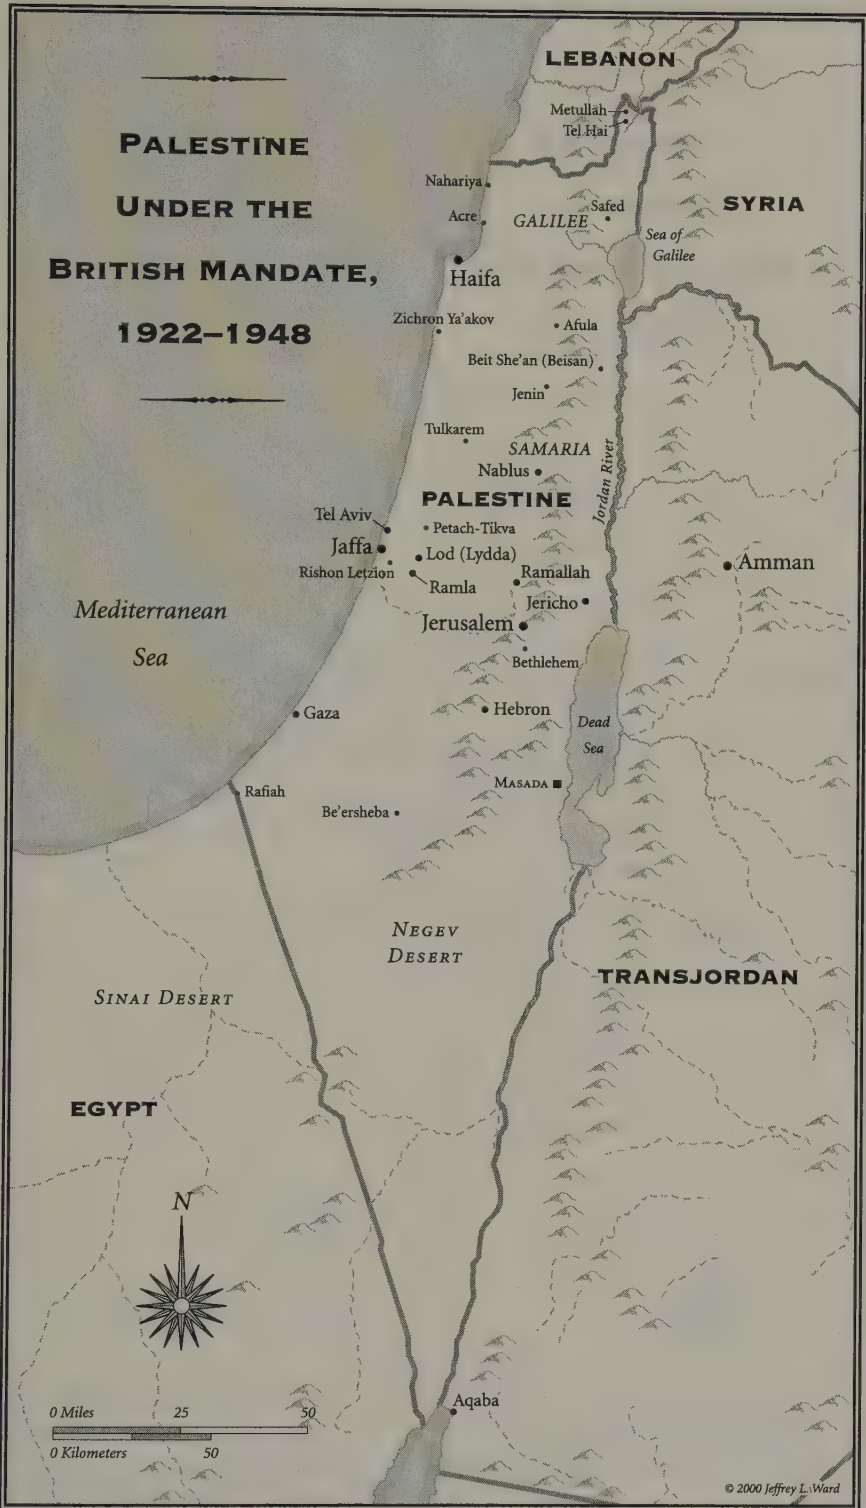 PALESTINE
UNDER THE
BRITISH MANDATE,
1922–1948
LEBANON
Metullah
Tel Hai
Nahariya
Acre
GALILEE
Safed
SYRIA
Sea of
Galilee
Haifa
Zichron Ya'akov
Afula
Beit She'an (Beisan)
Jenin
Tulkarem
SAMARIA
Nablus
Jordan River
PALESTINE
Tel Aviv
Petach-Tikva
Jaffa
Lod (Lydda)
Rishon Letzion
Ramla
Ramallah
Amman
Jericho
Jerusalem
Bethlehem
Mediterranean
Sea
Gaza
Hebron
Dead
Sea
MASADA
Rafiah
Be'ersheba
NEGEV
DESERT
SINAI DESERT
TRANSJORDAN
EGYPT
N
Aqaba
0 Miles 25 50
0 Kilometers 50
© 2000 Jeffrey L. Ward